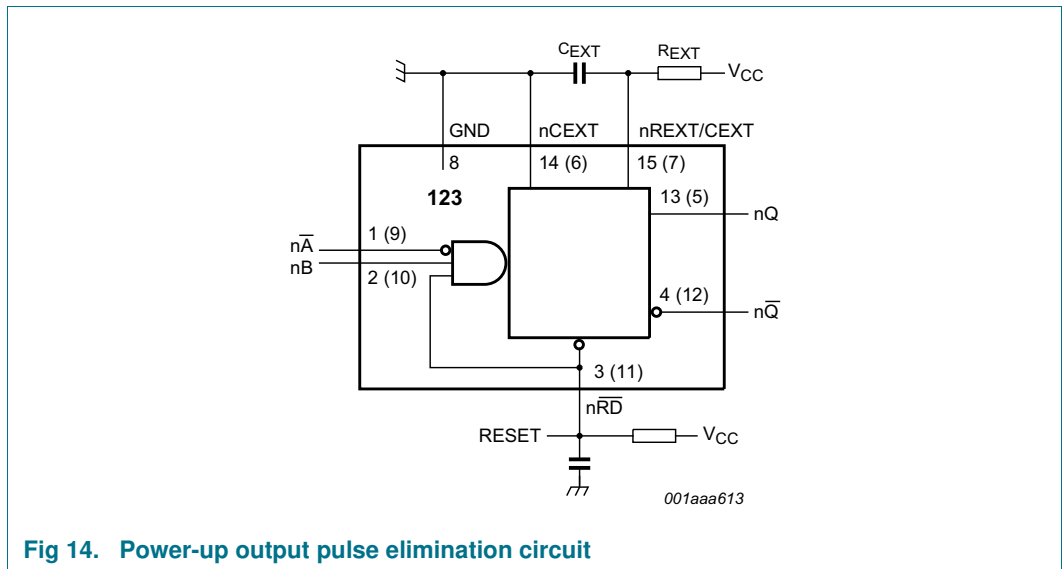 CEXT REXT
VCC
GND nCEXT nREXT/CEXT
8 14 (6) 15 (7)
123
13 (5)
nQ
1 (9)
nA̅
nB
2 (10)
4 (12)
nQ̅
3 (11)
nR̅D̅
RESET VCC
001aaa613
Fig 14. Power-up output pulse elimination circuit